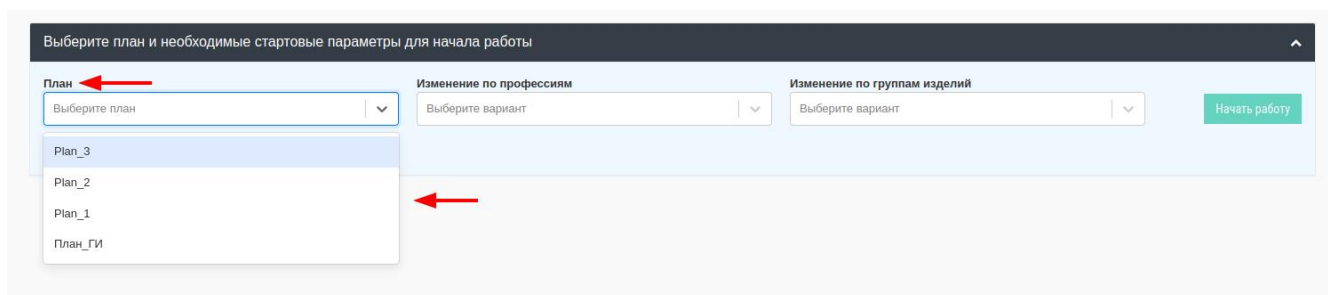 Выберите план и необходимые стартовые параметры для начала работы
План
Изменение по профессиям
Изменение по группам изделий
Выберите план
Выберите вариант
Выберите вариант
Начать работу
Plan_3
Plan_2
Plan_1
План_ГИ